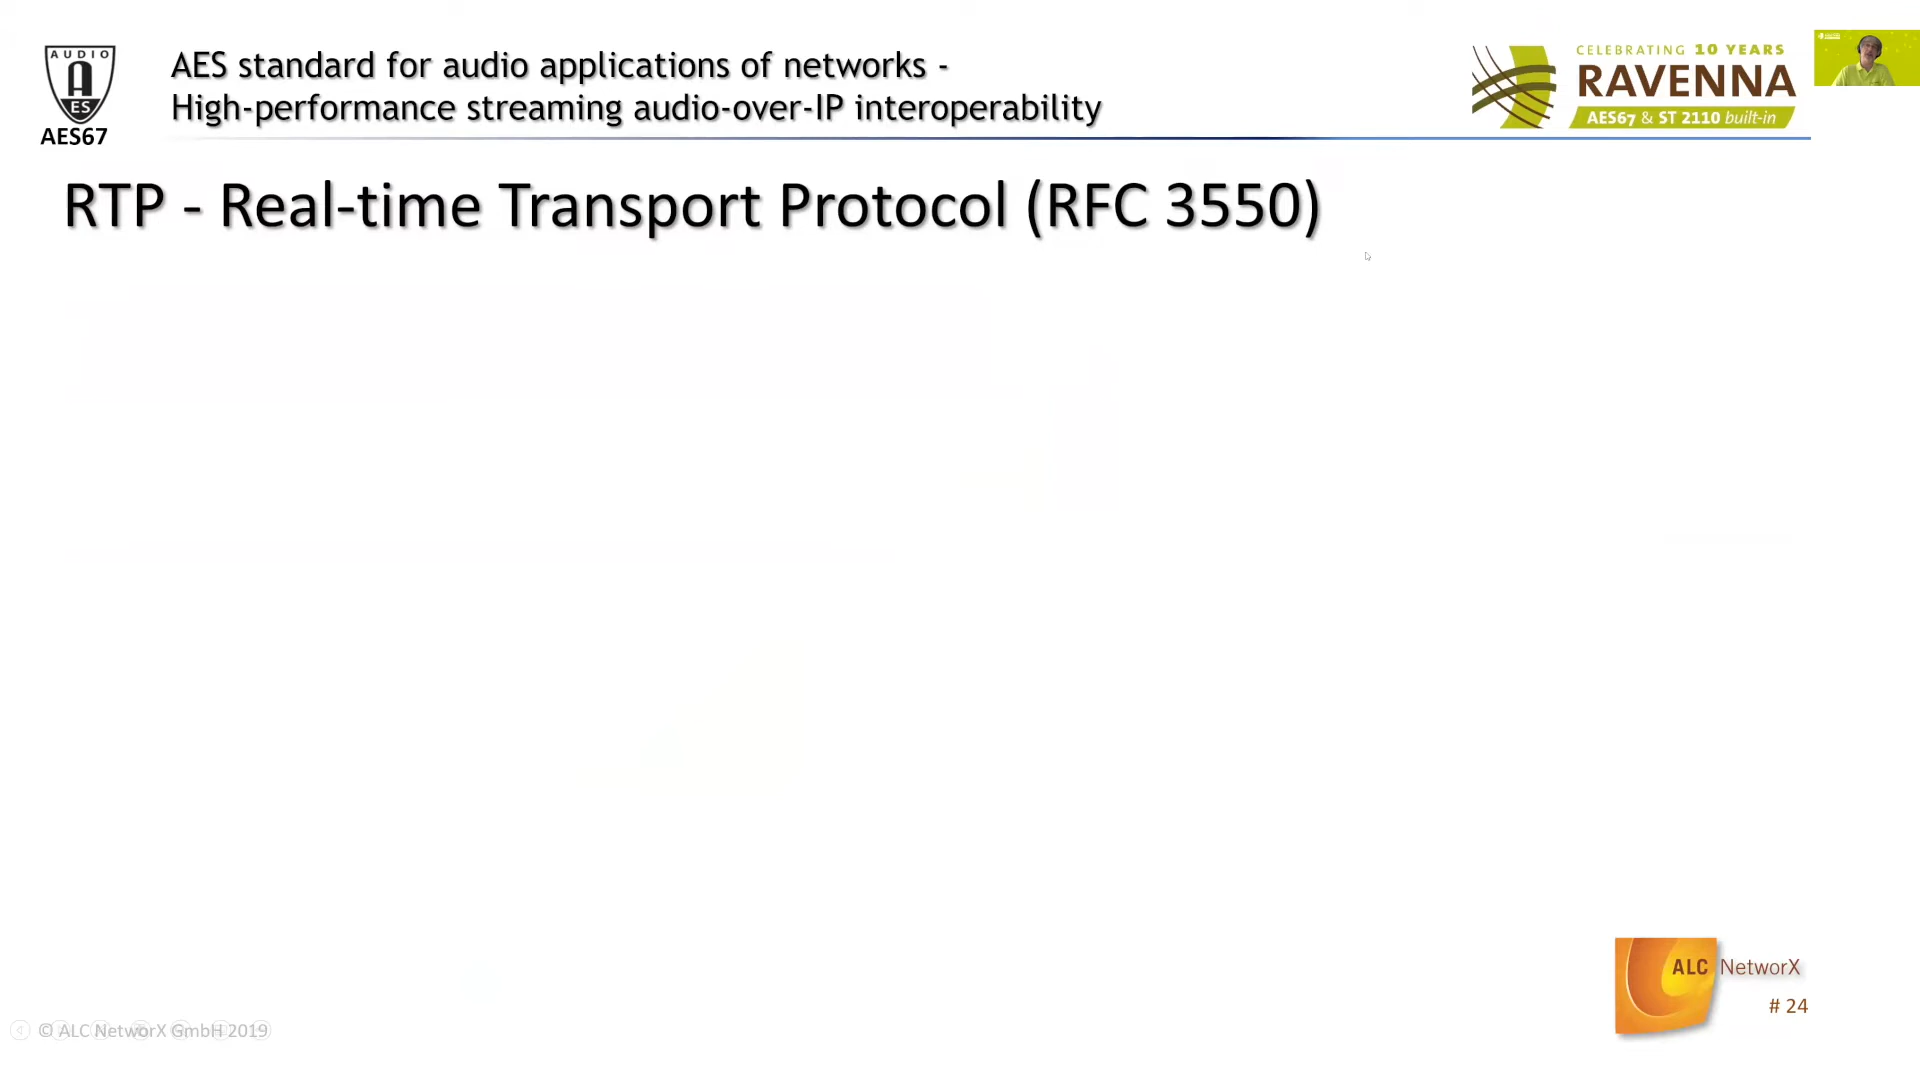 AUDIO
A
ES
AES67
AES standard for audio applications of networks -
High-performance streaming audio-over-IP interoperability
CELEBRATING 10 YEARS
RAVENNA
AES67 & ST 2110 built-in
RTP - Real-time Transport Protocol (RFC 3550)
ALC NetworX
# 24
© ALC NetworX GmbH 2019